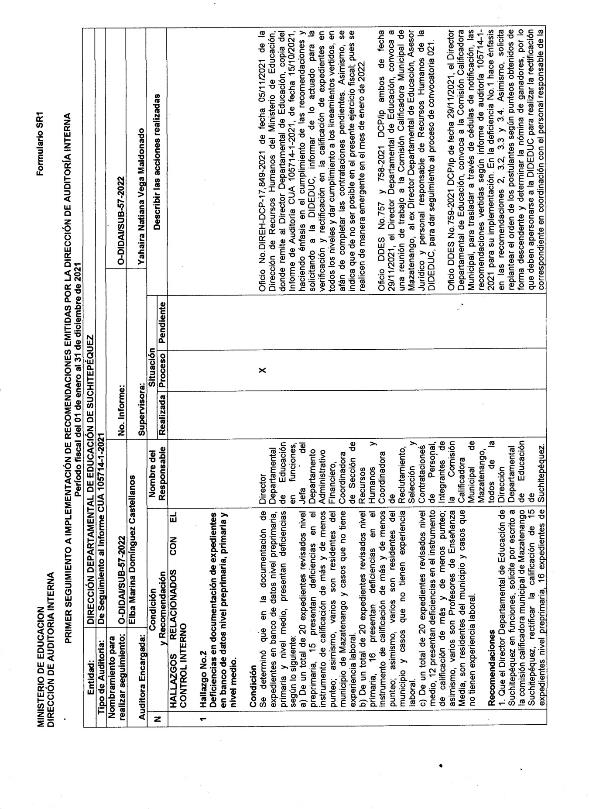 MINISTERIO DE EDUCACION
DIRECCIÓN DE AUDITORIA INTERNA
Formulario SR1
PRIMER SEGUIMIENTO A IMPLEMENTACIÓN DE RECOMENDACIONES EMITIDAS POR LA DIRECCIÓN DE AUDITORÍA INTERNA
Período fiscal del 01 de enero al 31 de diciembre de 2021
Entidad: DIRECCIÓN DEPARTAMENTAL DE EDUCACIÓN DE SUCHITEPÉQUEZ
Tipo de Auditoría: De Seguimiento al Informe CUA 105714-1-2021
Nombramiento para
realizar seguimiento: O-DIDAI/SUB-57-2022 No. Informe: O-DIDAI/SUB-57-2022
Auditora Encargada: Elba Marina Domínguez Castellanos Supervisora: Yahaira Natiana Vega Maldonado
N Condición
y Recomendación
Nombre del
Responsable
Situación
Realizada Proceso Pendiente
Describir las acciones realizadas
HALLAZGOS RELACIONADOS CON EL
CONTROL INTERNO
1 Hallazgo No.2
Deficiencias en documentación de expedientes
en banco de datos nivel preprimaria, primaria y
nivel medio.
Condición
Se determinó que en la documentación de
expedientes en banco de datos nivel preprimaria,
primaria y nivel medio, presentan deficiencias
según lo siguiente:
a) De un total de 20 expedientes revisados nivel
preprimaria, 15 presentan deficiencias en el
instrumento de calificación de más y de menos
punteo; asimismo, varios son residentes del
municipio de Mazatenango y casos que no tiene
experiencia laboral.
b) De un total de 20 expedientes revisados nivel
primaria, 16 presentan deficiencias en el
instrumento de calificación de más y de menos
punteo, asimismo, varios son residentes del
municipio y casos que no tienen experiencia
laboral.
c) De un total de 20 expedientes revisados nivel
medio, 12 presentan deficiencias en el instrumento
de calificación de más y de menos punteo;
asimismo, varios son Profesores de Enseñanza
Media, son residentes del municipio y casos que
no tienen experiencia laboral.
Recomendaciones
1. Que el Director Departamental de Educación de
Suchitepéquez en funciones, solicite por escrito a
la comisión calificadora municipal de Mazatenango
Suchitepéquez, rectificar la calificación de 15 de
expedientes nivel preprimaria, 16 expedientes de
Director
Departamental
de Educación
en funciones,
Jefa del
Departamento
Administrativo
Financiero,
Coordinadora
de Sección de
Recursos
Humanos y
Coordinadora
de
Reclutamiento,
Selección y
Contrataciones
de Personal,
Integrantes de
la Comisión
Calificadora
Municipal de
Mazatenango,
todos de la
Dirección
Departamental
de Educación
de
Suchitepéquez.
X
Oficio No.DIREH-DCP-17,849-2021 de fecha 05/11/2021 de la
Dirección de Recursos Humanos del Ministerio de Educación,
donde remite al Director Departamental de Educación, copia del
Informe de Auditoría CUA 105714-1-2021, de fecha 15/10/2021,
haciendo énfasis en el cumplimiento de las recomendaciones y
solicitando a la DIDEDUC, informar de lo actuado para la
verificación y rectificación en la calificación de expedientes en
todos los niveles y dar cumplimiento a los lineamientos vertidos, en
afán de completar las contrataciones pendientes. Asimismo, se
indica que de no ser posible en el presente ejercicio fiscal; pues se
realicen de manera emergente en el mes de enero de 2022.
Oficio DDES No.757 y 758-2021 DCP/ljp ambos de fecha
29/11/2021, el Director Departamental de Educación, convoca a
una reunión de trabajo a la Comisión Calificadora Municipal de
Mazatenango, al ex Director Departamental de Educación, Asesor
Jurídico y personal responsable de Recursos Humanos de la
DIDEDUC, para dar seguimiento al proceso de convocatoria 021.
Oficio DDES No.759-2021 DCP/ljp de fecha 29/11/2021, el Director
Departamental de Educación, convoca a la Comisión Calificadora
Municipal, para trasladar a través de cédulas de notificación, las
recomendaciones vertidas según informe de auditoría 105714-1-
2021 para su implementación. En la deficiencia No.1 hace énfasis
en las recomendaciones 2, 3.2, 3.3 y 3.4. Asimismo, solicita
replantear el orden de los postulantes según punteos obtenidos de
forma descendente y determinar la nómina de ganadores, por lo
que deben apersonarse a la DIDEDUC para realizar la rectificación
correspondiente en coordinación con el personal responsable de la